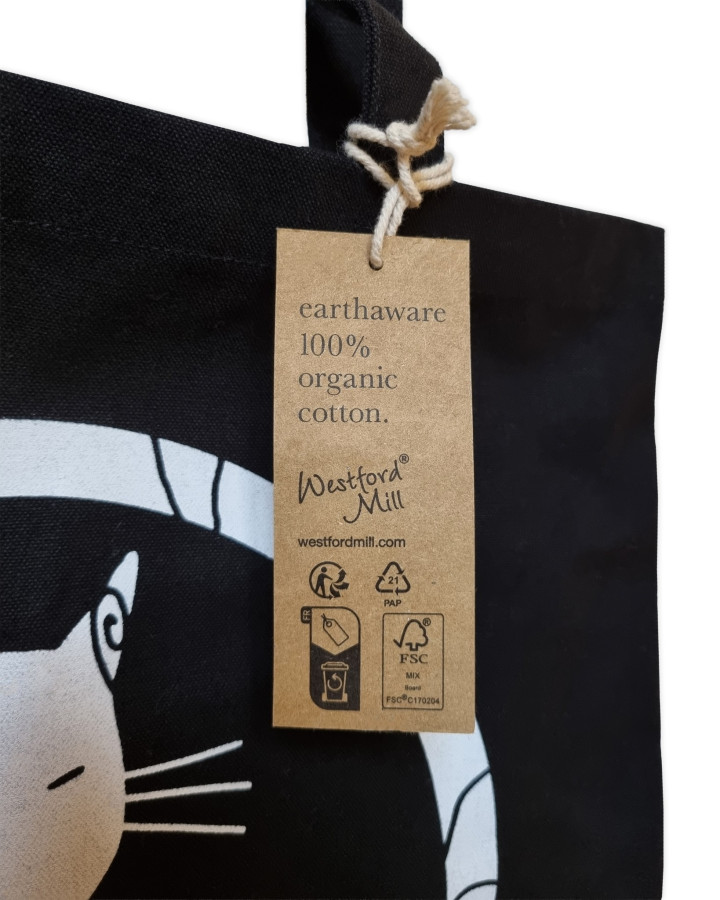 earthaware
100%
organic
cotton.
Westford®
Mill
westfordmill.com
21
PAP
FR
®
FSC
MIX
Board
FSC® C170204